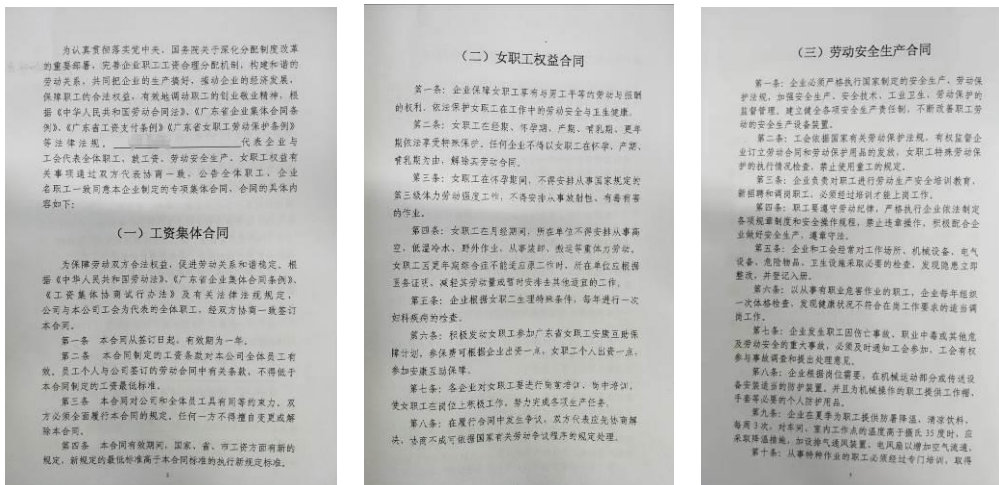 为认真贯彻落实党中央、国务院关于深化分配制度改革
的重要部署,完善企业职工工资合理分配机制,构建和谐的
劳动关系,共同把企业的生产搞好,推动企业的经济发展,
保障职工的合法权益,有效地调动职工的创业敬业精神,根
据《中华人民共和国劳动合同法》、《广东省企业集体合同条
例》、《广东省工资支付条例》《广东省女职工劳动保护条例》
等法律法规,
代表企业与
工会代表全体职工,就工资、劳动安全生产、女职工权益有
关事项通过双方代表协商一致,公告全体职工,企业
名职工一致同意本企业制定的专项集体合同,合同的具体内
容如下:
(一)工资集体合同
为保障劳动双方合法权益,促进劳动关系和谐稳定。根
据《中华人民共和国劳动法》、《广东省企业集体合同条例》、
《工资集体协商试行办法》及有关法律法规规定,
公司与本公司工会为代表的全体职工,经双方协商一致签订
本合同。
第一条 本合同从签订日起,有效期为一年。
第二条 本合同制定的工资条款对本公司全体员工有
效。员工个人与公司签订的劳动合同中有关条款,不得低于
本合同制定的工资最低标准。
第三条 本合同对公司和全体员工具有同等约束力。双
方必须全面履行本合同的规定。任何一方不得擅自变更或解
除本合同。
第四条 本合同有效期间,国家、省、市工资方面有新的
规定,新规定的最低标准高于本合同标准的执行新规定标准。
(二)女职工权益合同
第一条:企业保障女职工享有与男工平等的劳动与报酬
的权利,依法保护女职工在工作中的劳动安全与卫生健康。
第二条:女职工在经期、怀孕期、产期、哺乳期、更年
期依法享受特殊保护。任何企业不得以女职工在怀孕、产期、
哺乳期为由,解除其劳动合同。
第三条:女职工在怀孕期间,不得安排从事国家规定的
第三级体力劳动强度工作,不得安排从事放射性、有毒有害
的作业。
第四条:女职工在月经期间,所在单位不得安排从事高
空、低温冷水、野外作业,从事装卸、搬运等重体力劳动。
女职工因更年期综合症不能适应原工作时,所在单位应根据
医务证明,减轻其劳动量或暂时安排去其他适宜的工作。
第五条:企业根据女职工生理特殊条件,每年进行一次
妇科疾病的检查。
第六条:积极发动女职工参加广东省女职工安康互助保
障计划,参保费可根据企业出资一点,女职工个人出资一点,
参加安康互助保障。
第七条:各企业对女职工要进行岗前培训,岗中培训,
使女职工在岗位上积极工作,努力完成各项生产任务。
第八条:在履行合同中发生争议,双方代表应先协商解
决,协商不成可依据国家有关劳动争议程序的规定处理。
(三)劳动安全生产合同
第一条:企业必须严格执行国家制定的安全生产、劳动保
护法规,加强安全生产、安全技术、工业卫生、劳动保护的
监督管理,建立健全各项安全生产责任制,不断改善职工劳
动的安全生产设备装置。
第二条:工会依据国家有关劳动保护法规,有权监督企
业订立劳动合同和劳动保护用品的发放,女职工特殊劳动保
护的执行情况检查,禁止使用童工的规定。
第三条:企业负责对职工进行劳动生产安全培训教育,
新招聘和调岗职工,必须经过培训才能上岗工作。
第四条:职工要遵守劳动纪律,严格执行企业依法制定
各项规章制度和安全操作规程,禁止违章操作,积极配合企
业做好安全生产,遵章守法。
第五条:企业和工会经常对工作场所、机械设备、电气
设备、危险物品、卫生设施采取必要的检查,发现隐患立即
整改,并登记入册。
第六条:以从事有职业危害作业的职工,企业每年组织
一次体格检查,发现健康状况不符合在岗工作要求的适当调
岗工作。
第七条:企业发生职工因伤亡事故、职业中毒或其他危
及劳动安全的重大事故,必须及时通知工会参加,工会有权
参与事故调查和提出处理意见。
第八条:企业根据岗位需要,在机械运动部分或传送设
备安装适当的防护装置。并且为机械操作的职工提供工作帽、
手套等必要的个人防护用品。
第九条:企业在夏季为职工提供防暑降温,清凉饮料,
每周3次,对车间、室内工作点的温度高于摄氏35度时,应
采取降温措施,加设排气通风装置,电风扇以增加空气流通。
第十条:从事特种作业的职工必须经过专门培训,取得